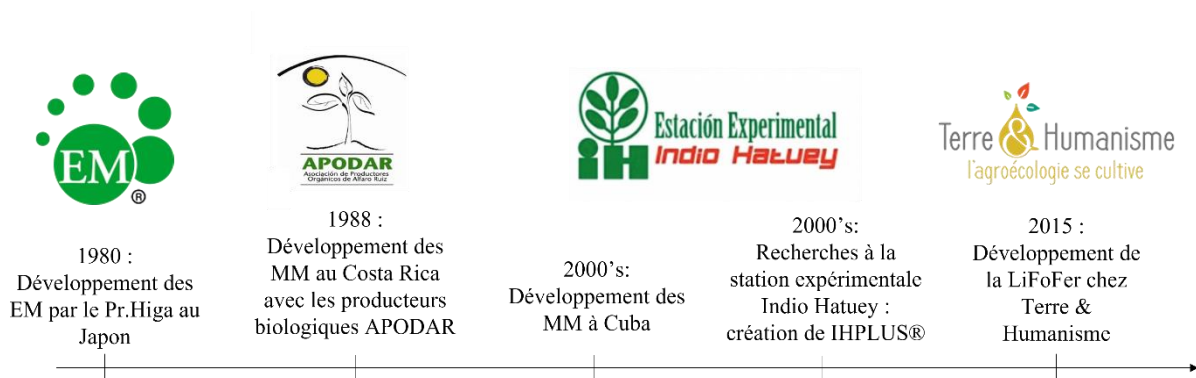 EM
®
APODAR
Asociación de Productores
Orgánicos de Alfaro Ruiz
Estación Experimental
iH
Indio Hatuey
Terre & Humanisme
l'agroécologie se cultive
1980 :
Développement des
EM par le Pr.Higa au
Japon
1988 :
Développement des
MM au Costa Rica
avec les producteurs
biologiques APODAR
2000's:
Développement des
MM à Cuba
2000's:
Recherches à la
station expérimentale
Indio Hatuey :
création de IHPLUS®
2015 :
Développement de
la LiFoFer chez
Terre &
Humanisme